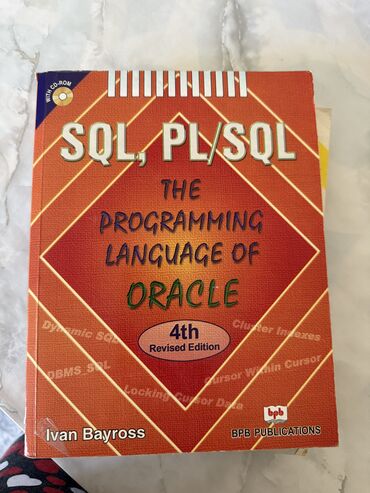 WITH CD-ROM
SQL, PL/SQL
THE
PROGRAMMING
LANGUAGE OF
ORACLE
4th
Revised Edition
Dynamic SQL
Cluster Indexes
DBMS_SQL
Cursor Within Cursor
Locking Cursor Data
bpb
Ivan Bayross
BPB PUBLICATIONS